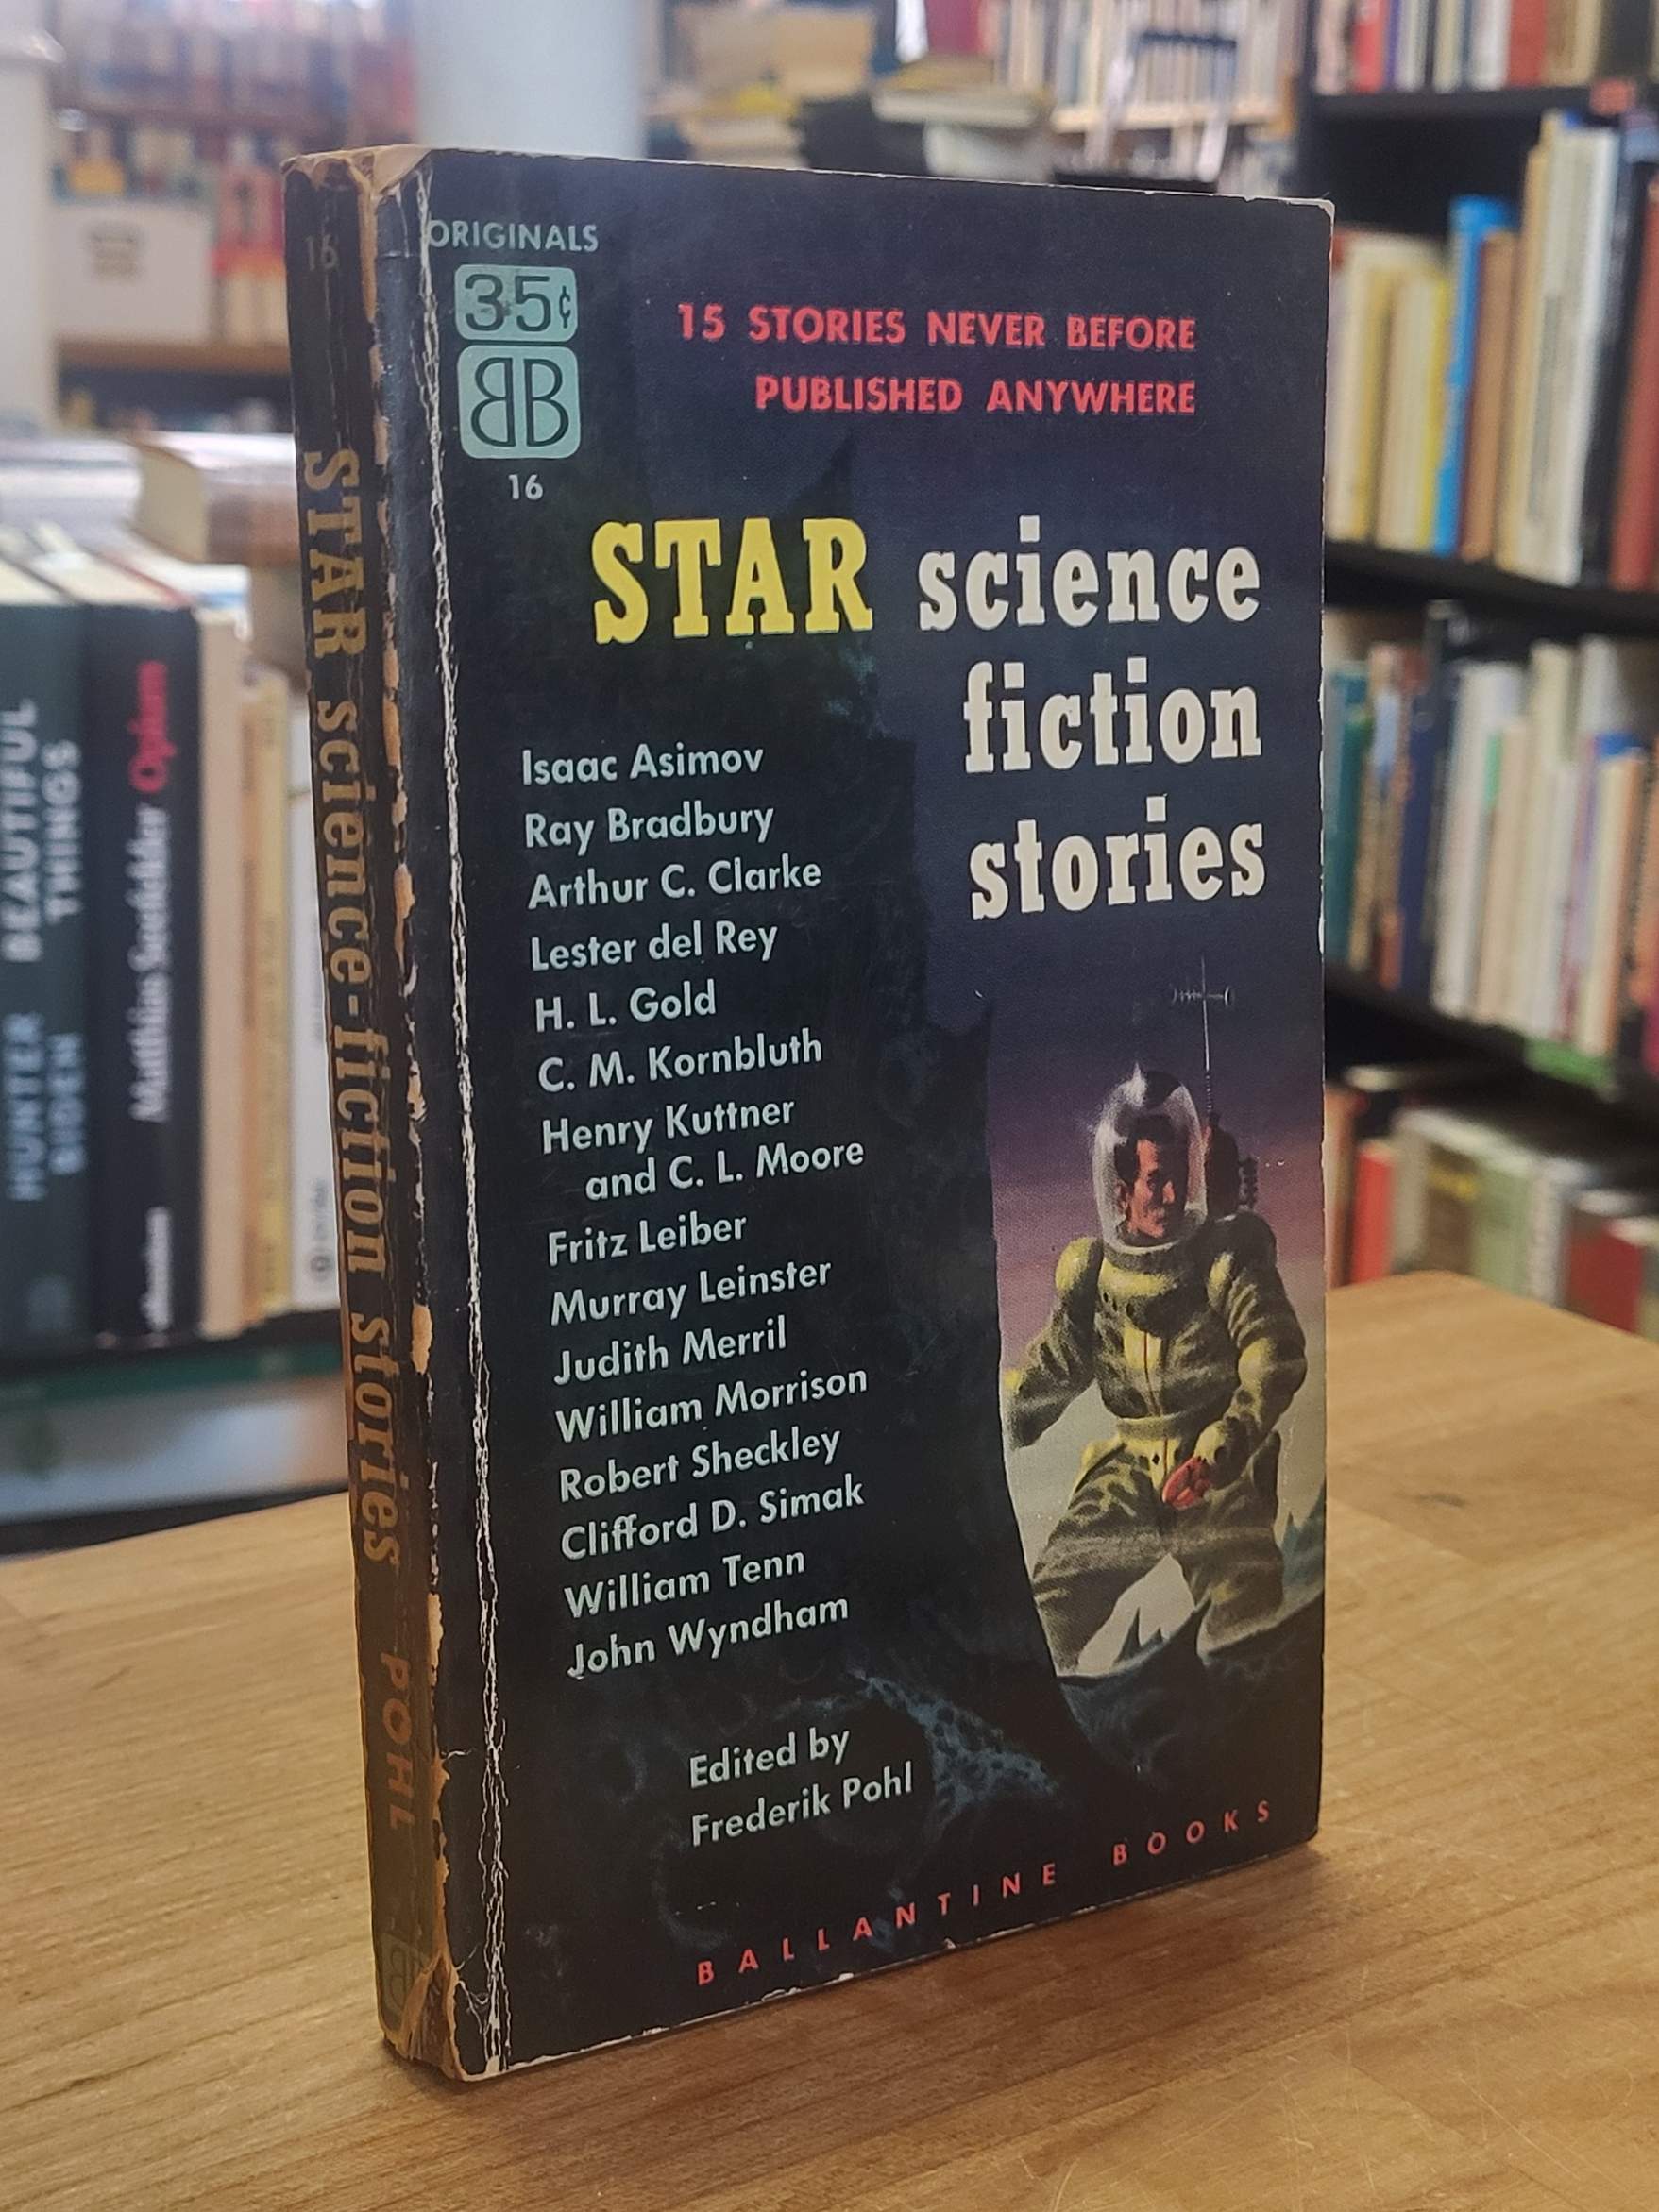 ORIGINALS
35¢
BB
16
15 STORIES NEVER BEFORE
PUBLISHED ANYWHERE
STAR science
fiction
stories
Isaac Asimov
Ray Bradbury
Arthur C. Clarke
Lester del Rey
H. L. Gold
C. M. Kornbluth
Henry Kuttner
and C. L. Moore
Fritz Leiber
Murray Leinster
Judith Merril
William Morrison
Robert Sheckley
Clifford D. Simak
William Tenn
John Wyndham
Edited by
Frederik Pohl
BALLANTINE BOOKS
16
STAR science-fiction stories POHL
BB
HUNTER BIDEN
BEAUTIFUL THINGS
Matthias Opium